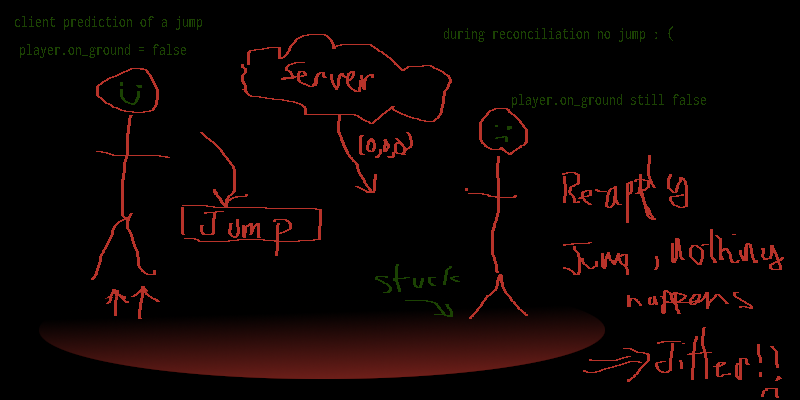 client prediction of a jump
player.on_ground = false
during reconciliation no jump : (
Server
player.on_ground still false
(0,0,0)
Jump
Re-apply
Jump, nothing
happens
stuck
=> Jitter!!